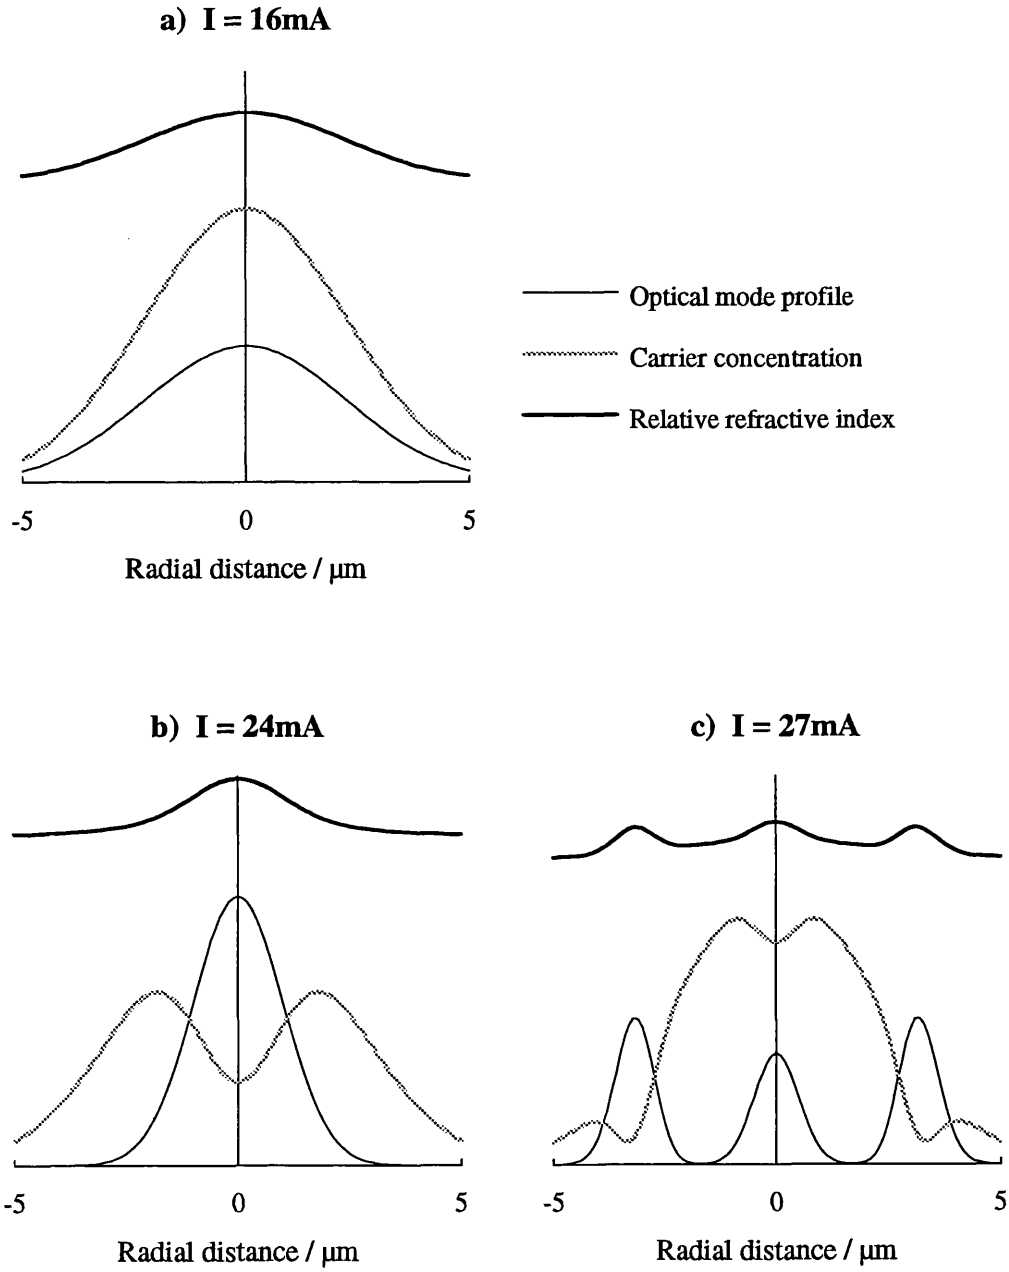 a) I = 16mA
Optical mode profile
Carrier concentration
Relative refractive index
-5 0 5
Radial distance / µm
b) I = 24mA
c) I = 27mA
-5 0 5
-5 0 5
Radial distance / µm
Radial distance / µm